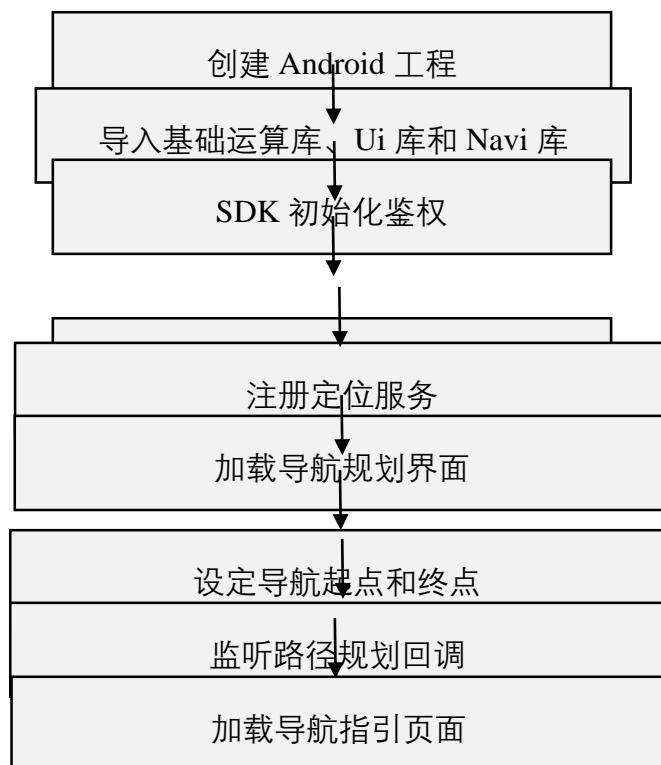 创建 Android 工程
导入基础运算库、Ui 库和 Navi 库
SDK 初始化鉴权
注册定位服务
加载导航规划界面
设定导航起点和终点
监听路径规划回调
加载导航指引页面